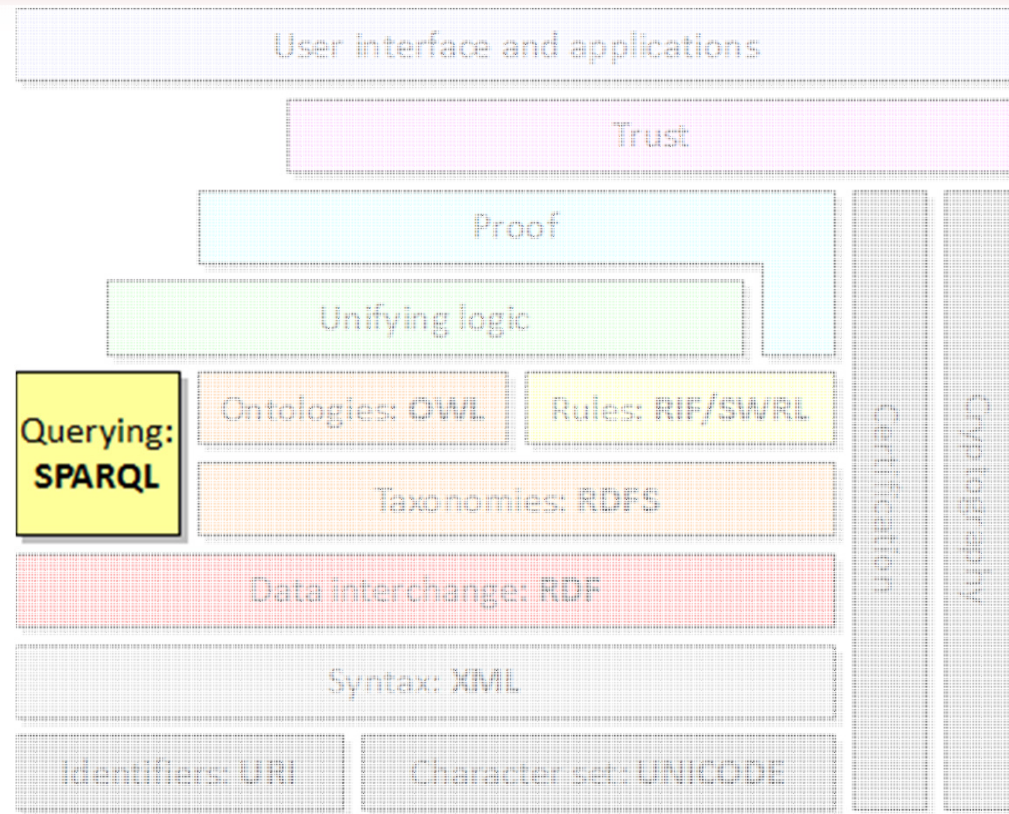 User interface and applications
Trust
Proof
Unifying logic
Querying:
SPARQL
Ontologies: OWL
Rules: RIF/SWRL
Taxonomies: RDFS
Data interchange: RDF
Syntax: XML
Identifiers: URI
Character set: UNICODE
Certification
Cryptography